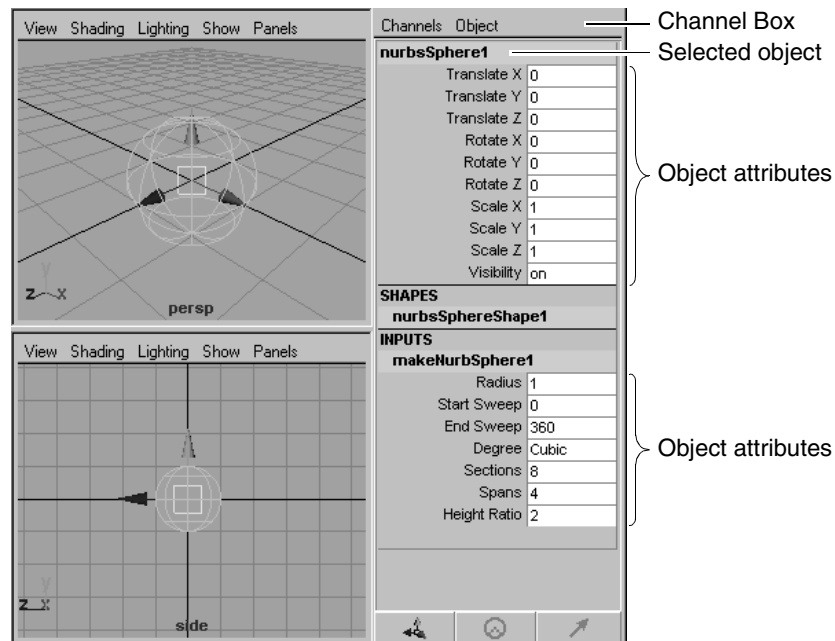 View Shading Lighting Show Panels
persp
y
z x
View Shading Lighting Show Panels
side
y
z x
Channels Object
nurbsSphere1
Translate X 0
Translate Y 0
Translate Z 0
Rotate X 0
Rotate Y 0
Rotate Z 0
Scale X 1
Scale Y 1
Scale Z 1
Visibility on
SHAPES
nurbsSphereShape1
INPUTS
makeNurbSphere1
Radius 1
Start Sweep 0
End Sweep 360
Degree Cubic
Sections 8
Spans 4
Height Ratio 2
Channel Box
Selected object
Object attributes
Object attributes